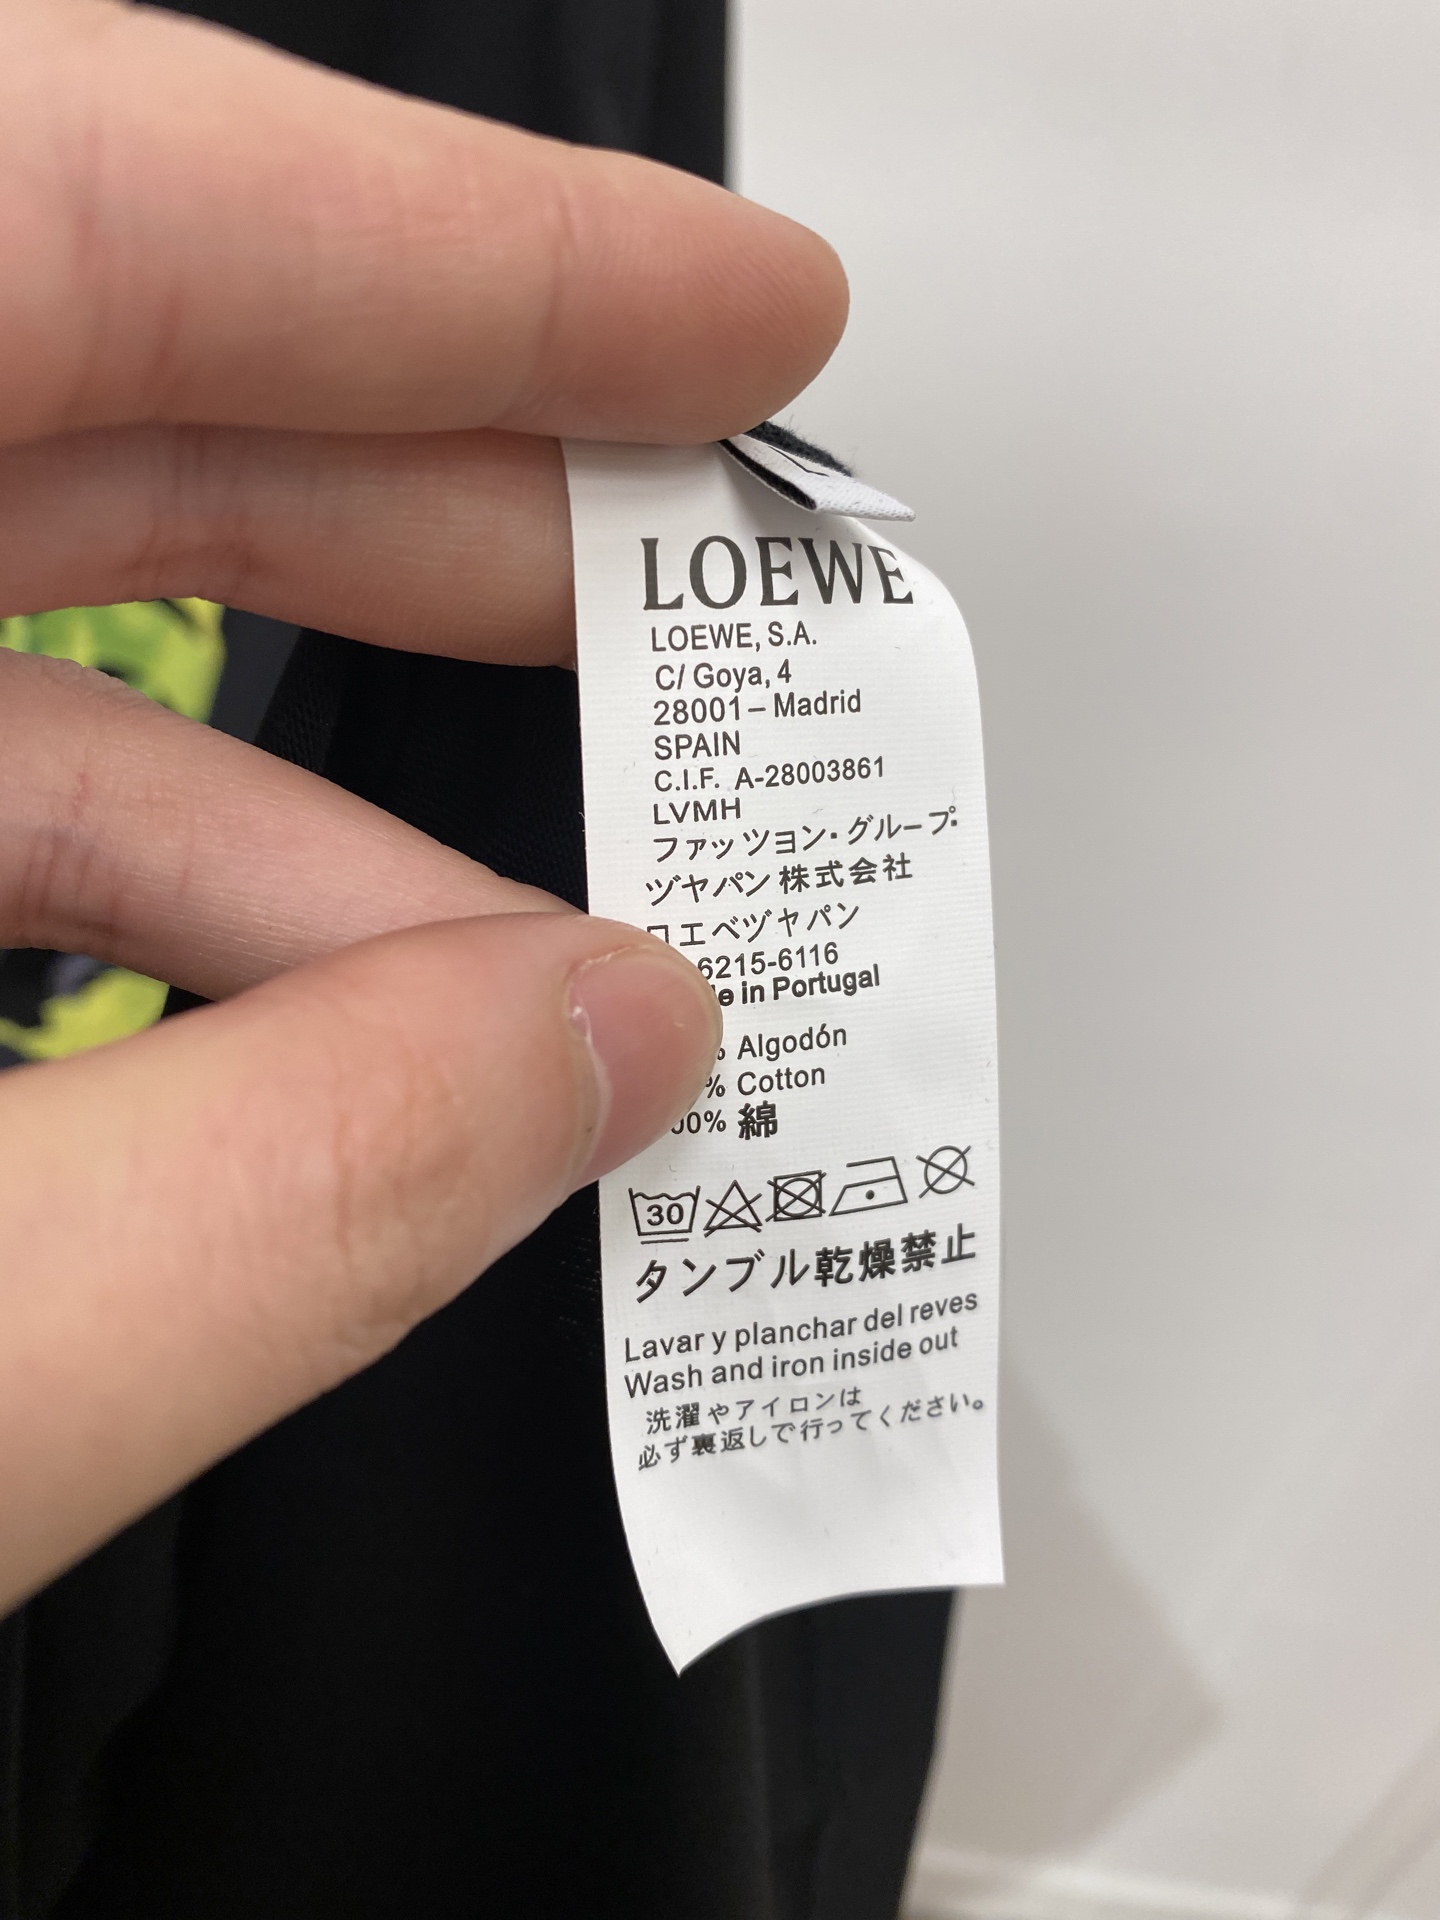 LOEWE
LOEWE, S.A.
C/ Goya, 4
28001 – Madrid
SPAIN
C.I.F. A-28003861
LVMH
ファッツヨン・グループ
ヅヤパン 株式会社
ロエベヅヤパン
6215-6116
in Portugal
% Algodón
% Cotton
00% 綿
30
タンブル乾燥禁止
Lavar y planchar del reves
Wash and iron inside out
洗濯やアイロンは
必ず裏返しで行ってください。